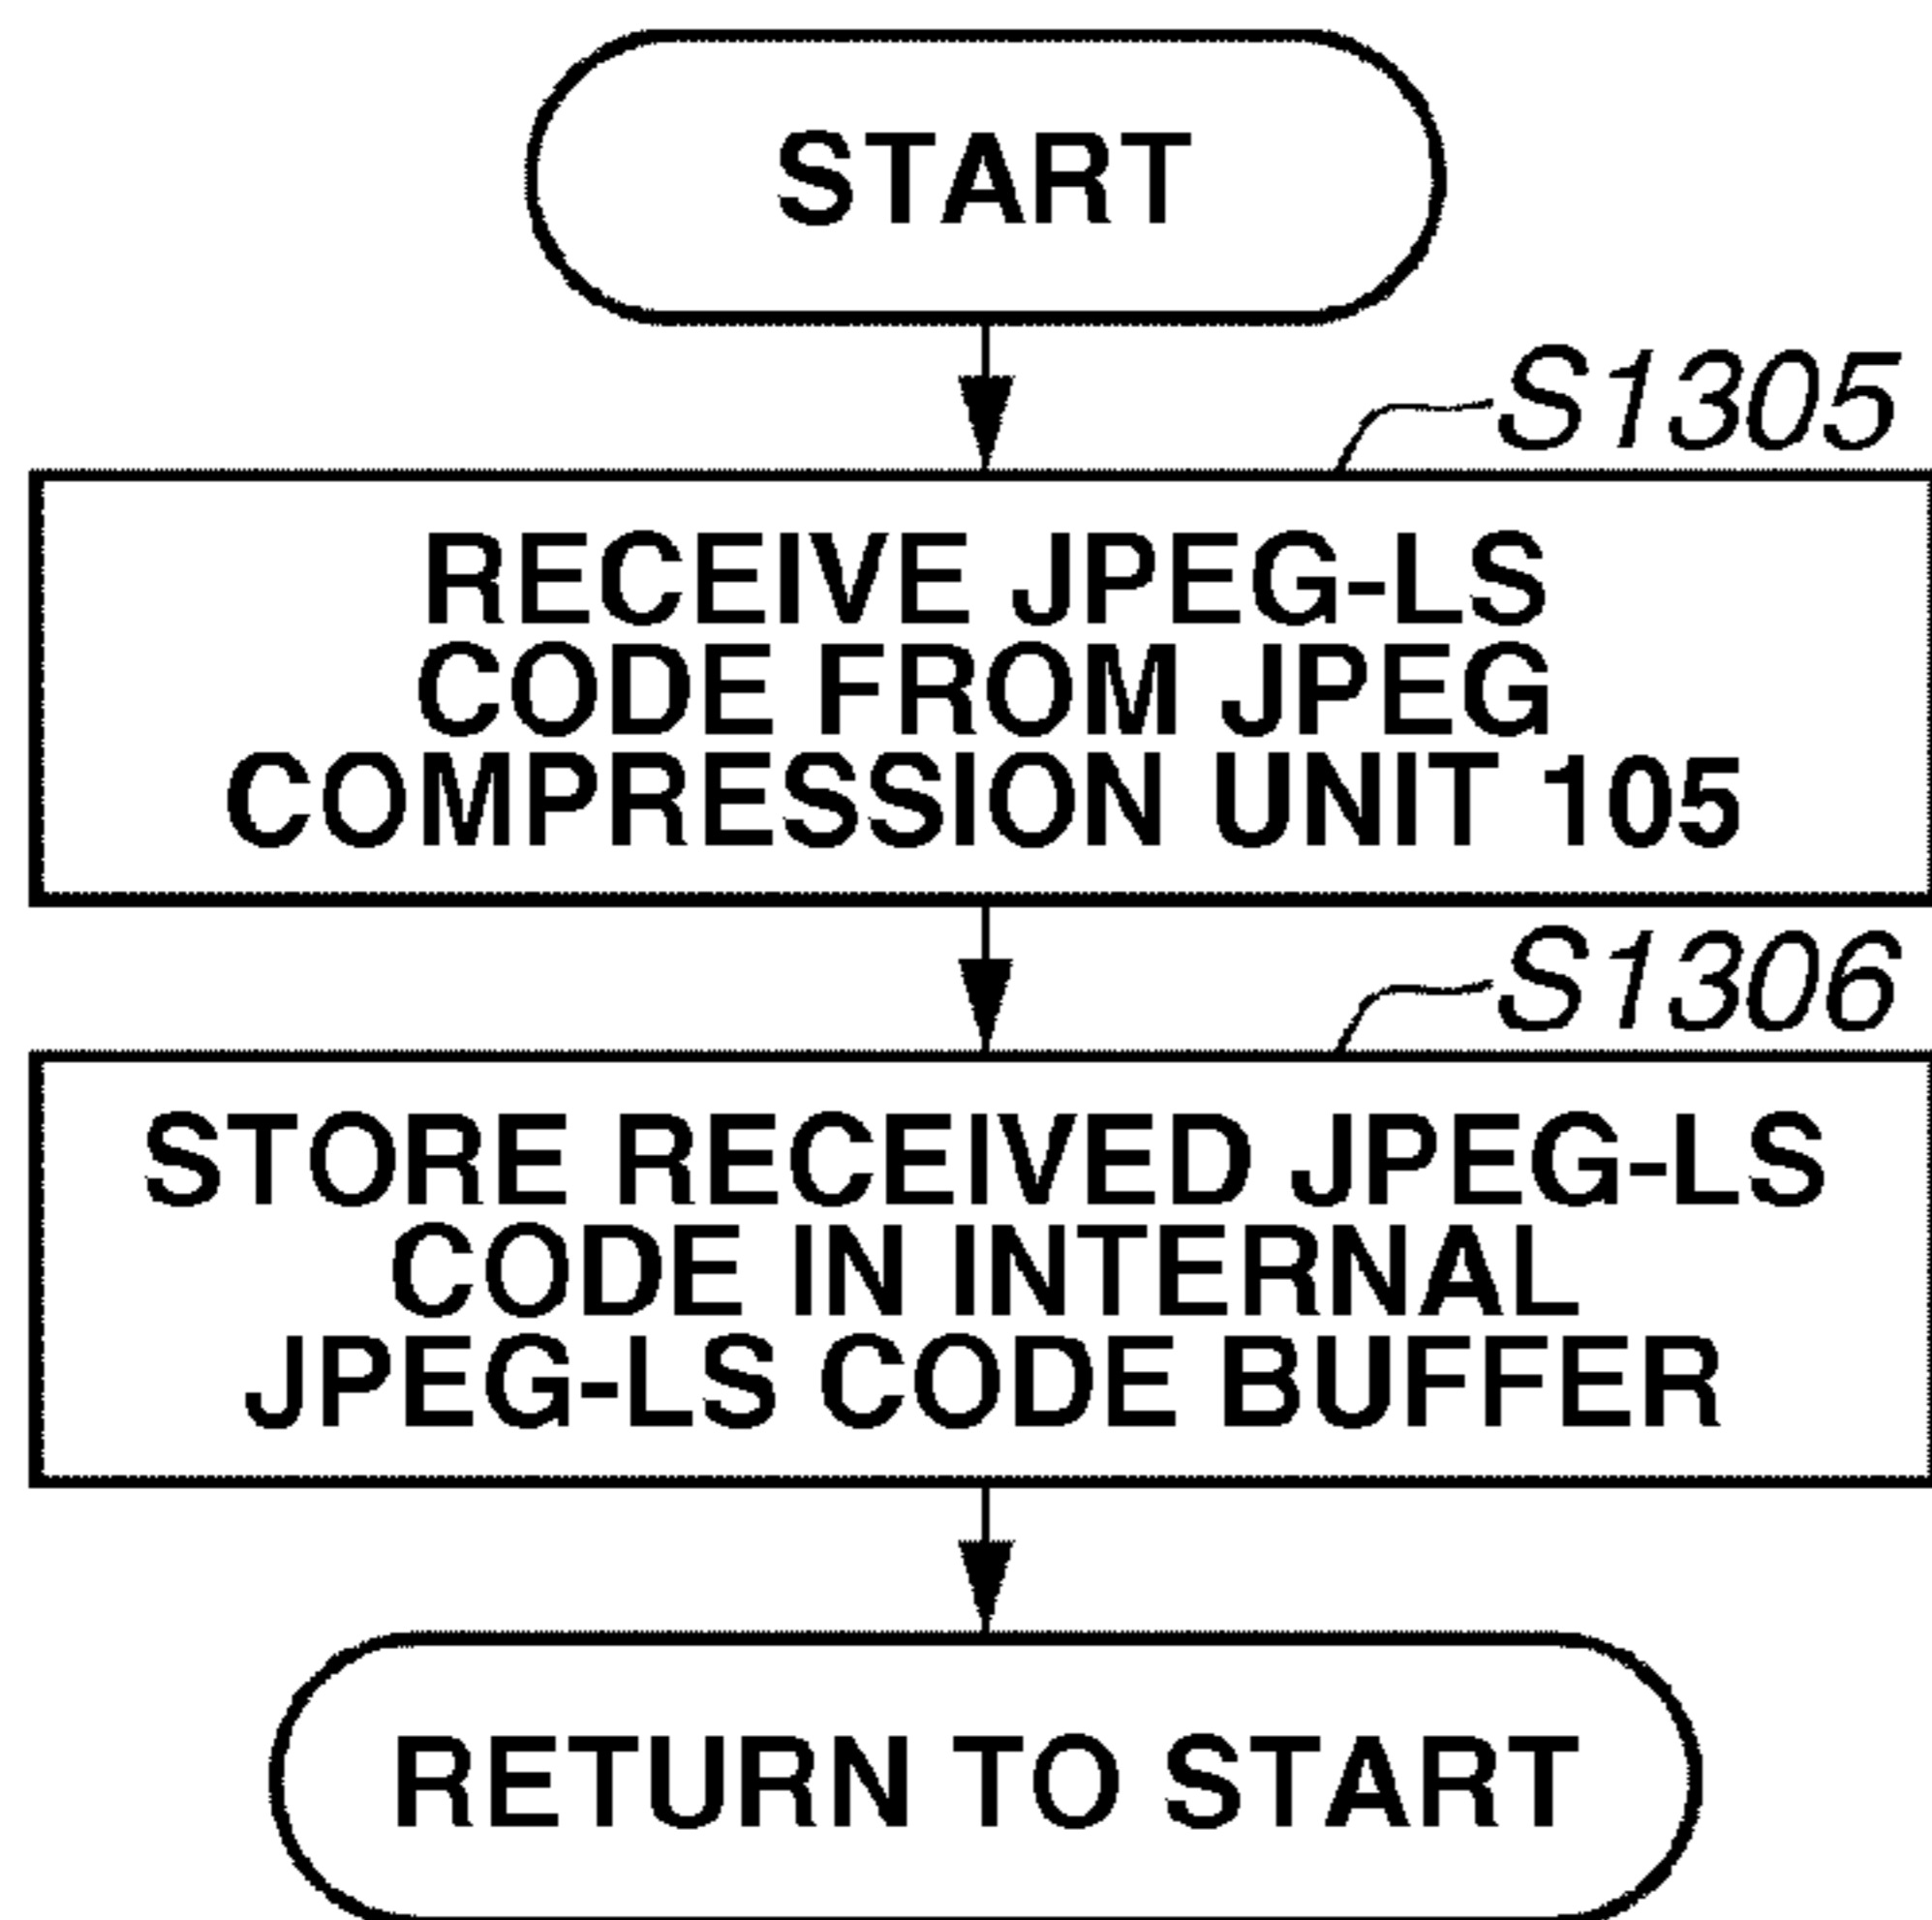 START
S1305
RECEIVE JPEG-LS
CODE FROM JPEG
COMPRESSION UNIT 105
S1306
STORE RECEIVED JPEG-LS
CODE IN INTERNAL
JPEG-LS CODE BUFFER
RETURN TO START